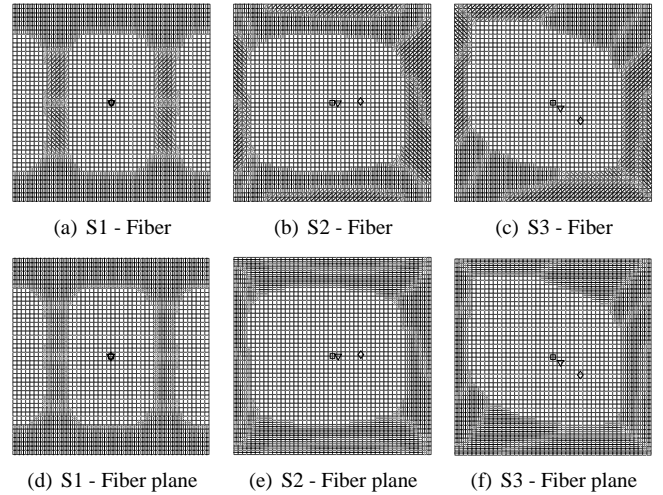 (a) S1 - Fiber
(b) S2 - Fiber
(c) S3 - Fiber
(d) S1 - Fiber plane
(e) S2 - Fiber plane
(f) S3 - Fiber plane